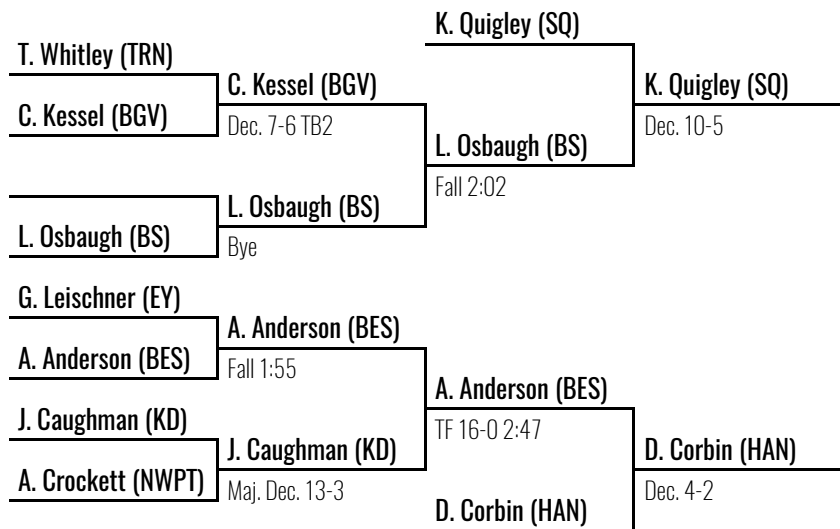 K. Quigley (SQ)
T. Whitley (TRN)
C. Kessel (BGV)
K. Quigley (SQ)
C. Kessel (BGV)
Dec. 7-6 TB2
Dec. 10-5
L. Osbaugh (BS)
Fall 2:02
L. Osbaugh (BS)
L. Osbaugh (BS)
Bye
G. Leischner (EY)
A. Anderson (BES)
A. Anderson (BES)
Fall 1:55
A. Anderson (BES)
J. Caughman (KD)
TF 16-0 2:47
J. Caughman (KD)
D. Corbin (HAN)
A. Crockett (NWPT)
Maj. Dec. 13-3
Dec. 4-2
D. Corbin (HAN)